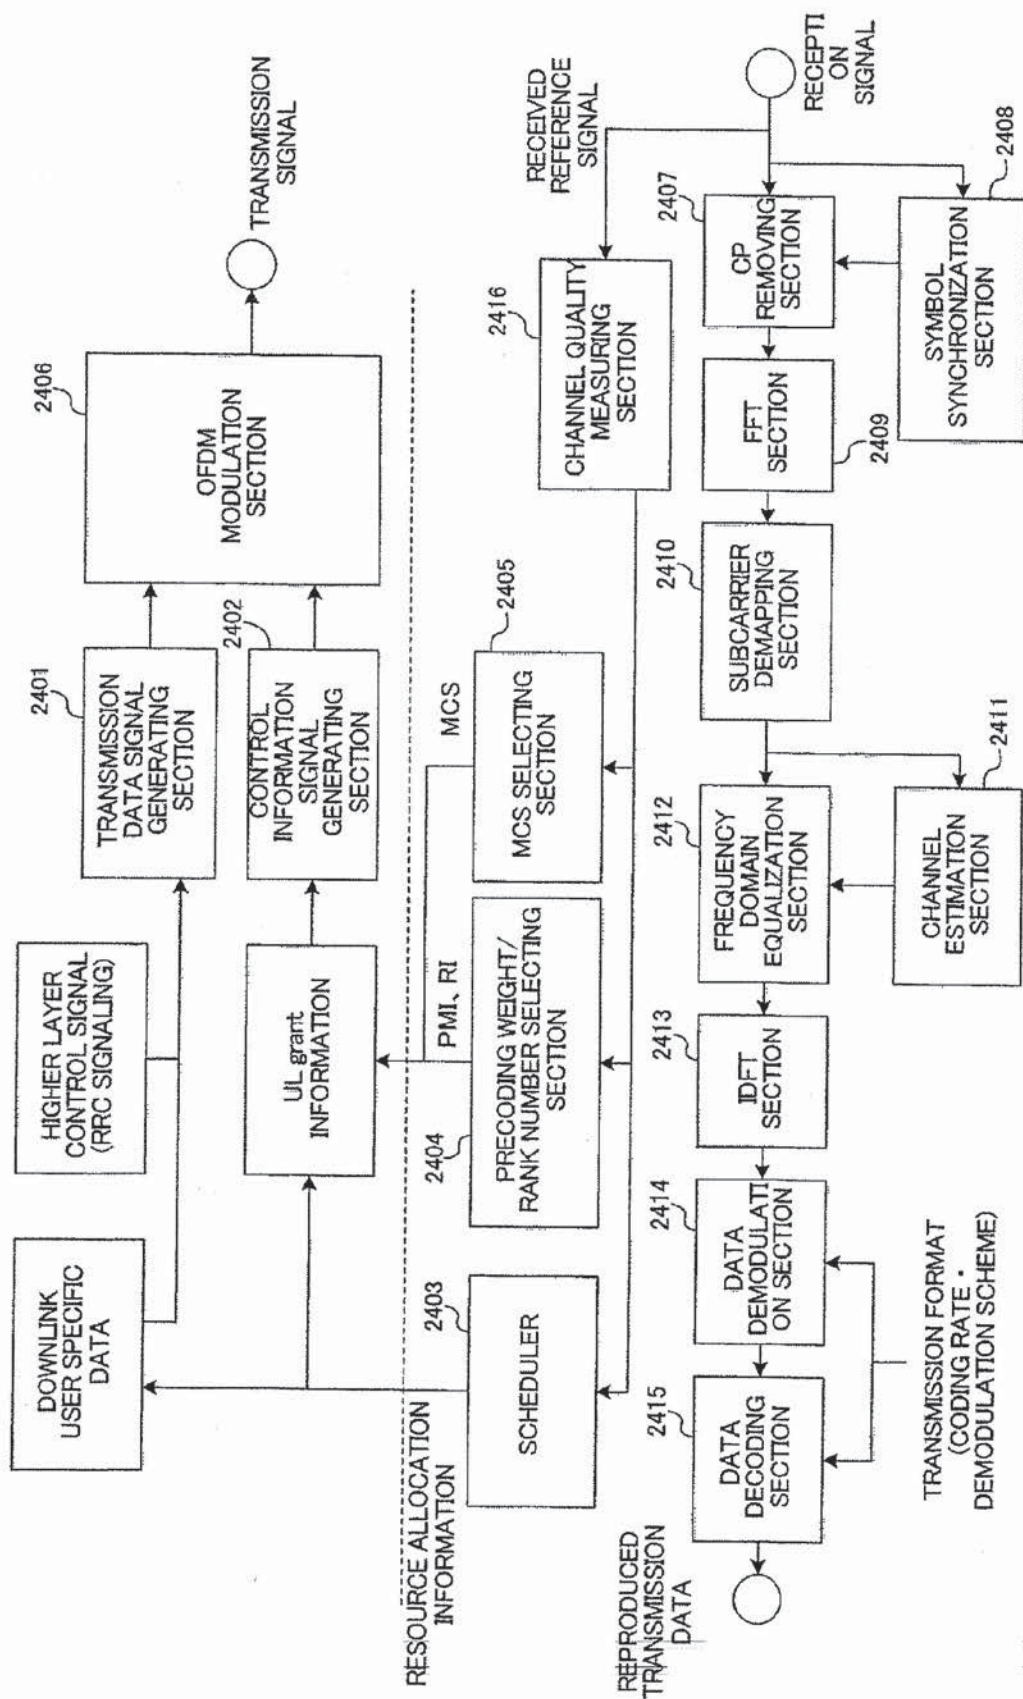 DOWNLINK
USER SPECIFIC
DATA
HIGHER LAYER
CONTROL SIGNAL
(RRC SIGNALING)
2401
TRANSMISSION
DATA SIGNAL
GENERATING
SECTION
2406
OFDM
MODULATION
SECTION
TRANSMISSION
SIGNAL
UL grant
INFORMATION
2402
CONTROL
INFORMATION
SIGNAL
GENERATING
SECTION
RESOURCE ALLOCATION
INFORMATION
PMI、RI
MCS
2403
SCHEDULER
2404
PRECODING WEIGHT/
RANK NUMBER SELECTING
SECTION
2405
MCS SELECTING
SECTION
2416
CHANNEL QUALITY
MEASURING
SECTION
RECEIVED
REFERENCE
SIGNAL
REPRODUCED
TRANSMISSION
DATA
2415
DATA
DECODING
SECTION
2414
DATA
DEMODULATI
ON SECTION
2413
IDFT
SECTION
2412
FREQUENCY
DOMAIN
EQUALIZATION
SECTION
2410
SUBCARRIER
DEMAPPING
SECTION
FFT
SECTION
2409
2407
CP
REMOVING
SECTION
RECEPTI
ON
SIGNAL
TRANSMISSION FORMAT
(CODING RATE・
DEMODULATION SCHEME)
2411
CHANNEL
ESTIMATION
SECTION
2408
SYMBOL
SYNCHRONIZATION
SECTION